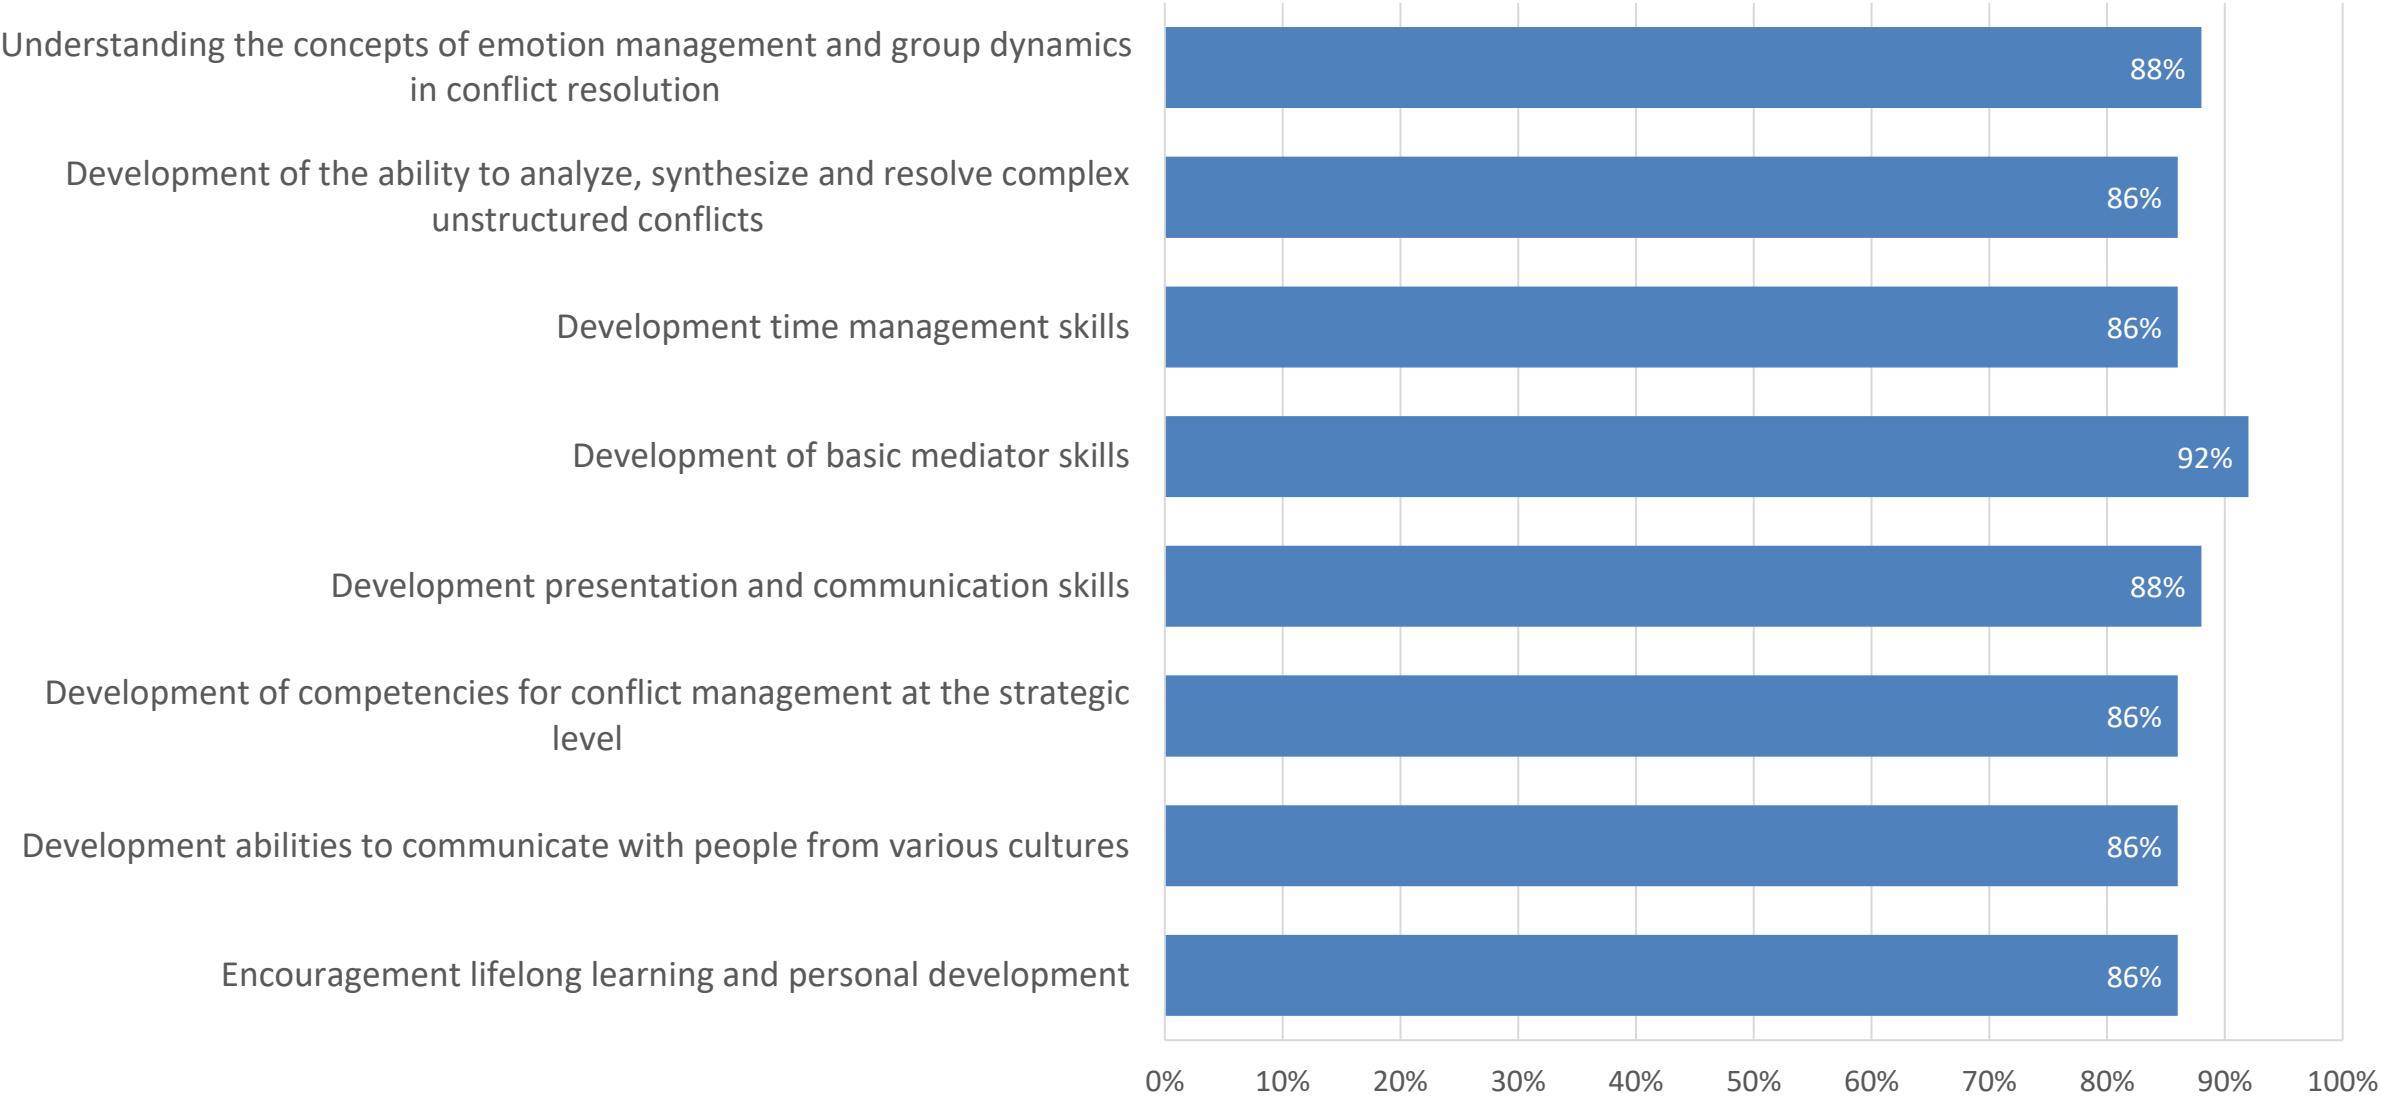 Understanding the concepts of emotion management and group dynamics
in conflict resolution
88%
Development of the ability to analyze, synthesize and resolve complex
unstructured conflicts
86%
Development time management skills
86%
Development of basic mediator skills
92%
Development presentation and communication skills
88%
Development of competencies for conflict management at the strategic
level
86%
Development abilities to communicate with people from various cultures
86%
Encouragement lifelong learning and personal development
86%
0% 10% 20% 30% 40% 50% 60% 70% 80% 90% 100%